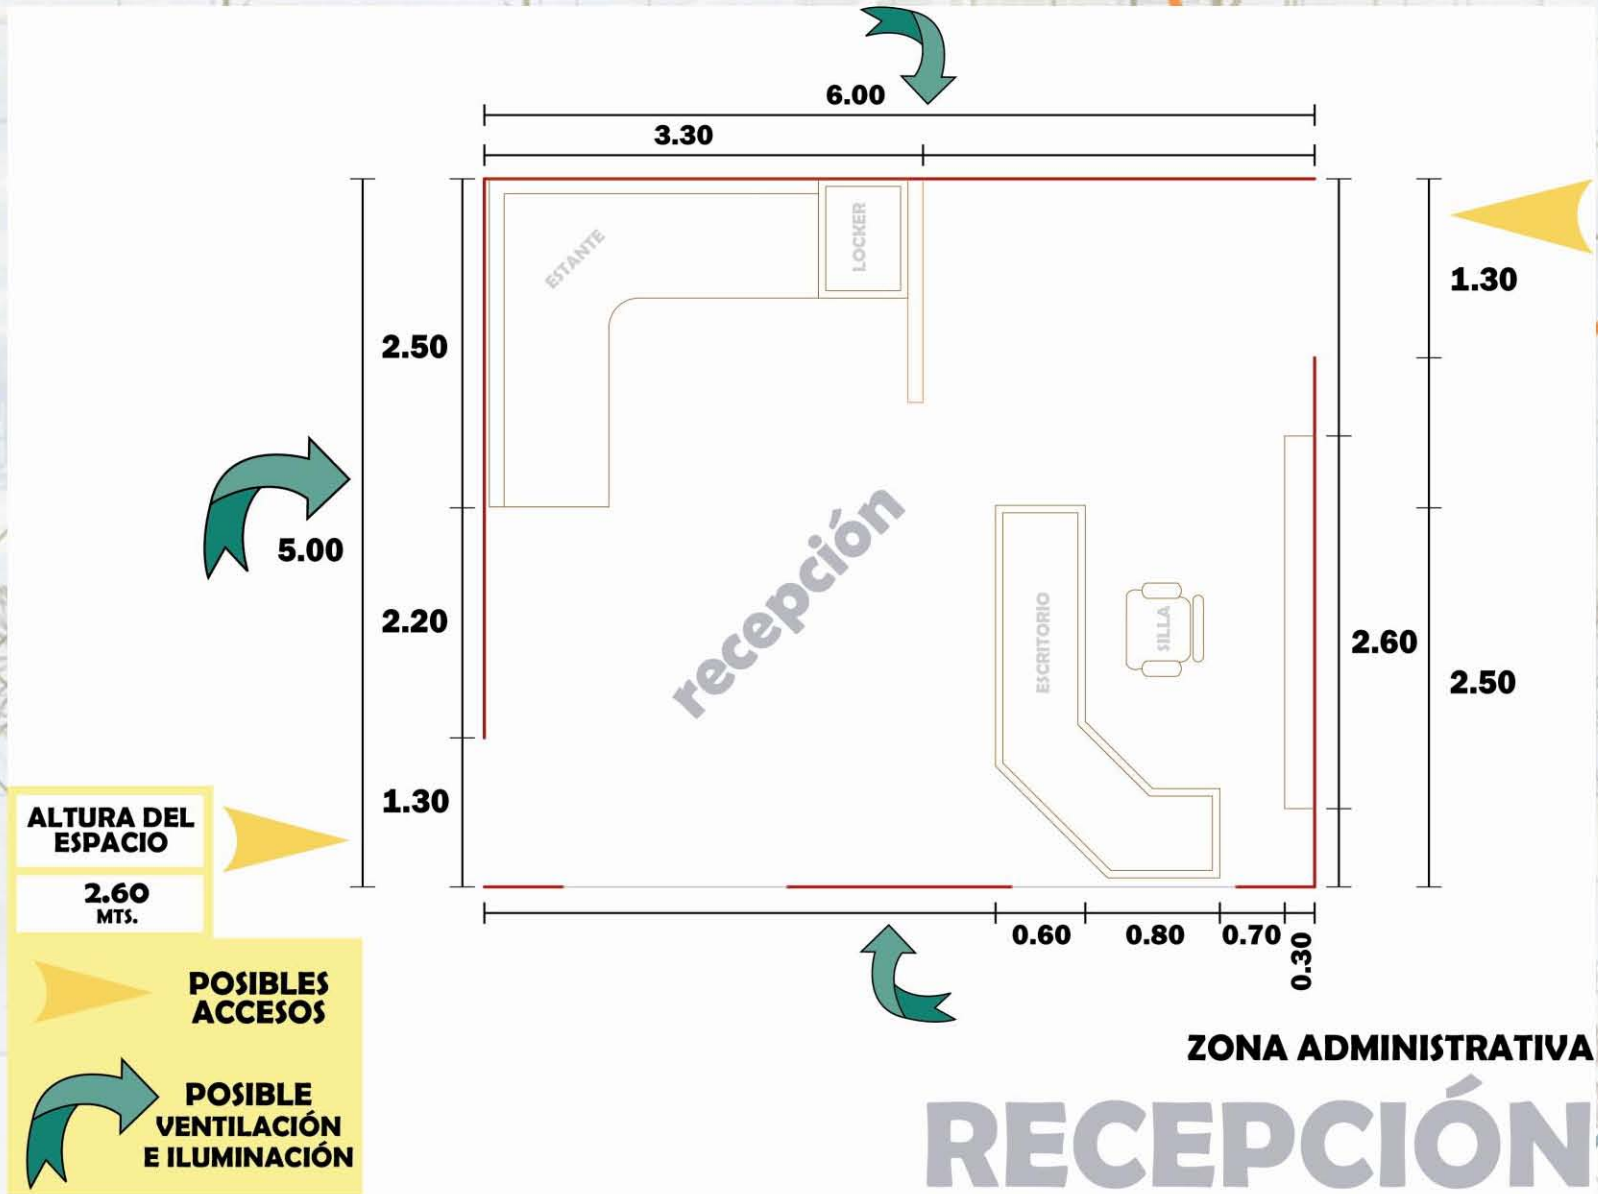 6.00
3.30
ESTANTE
LOCKER
1.30
2.50
recepción
5.00
2.20
ESCRITORIO
SILLA
2.60
2.50
1.30
ALTURA DEL
ESPACIO
2.60
MTS.
0.60
0.80
0.70
0.30
POSIBLES
ACCESOS
POSIBLE
VENTILACIÓN
E ILUMINACIÓN
ZONA ADMINISTRATIVA
RECEPCIÓN